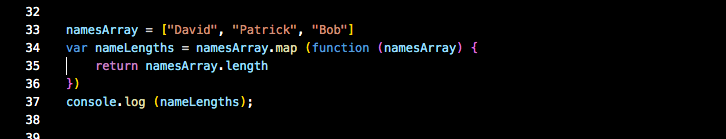 32
33 namesArray = ["David", "Patrick", "Bob"]
34 var nameLengths = namesArray.map (function (namesArray) {
35     return namesArray.length
36 })
37 console.log (nameLengths);
38
39